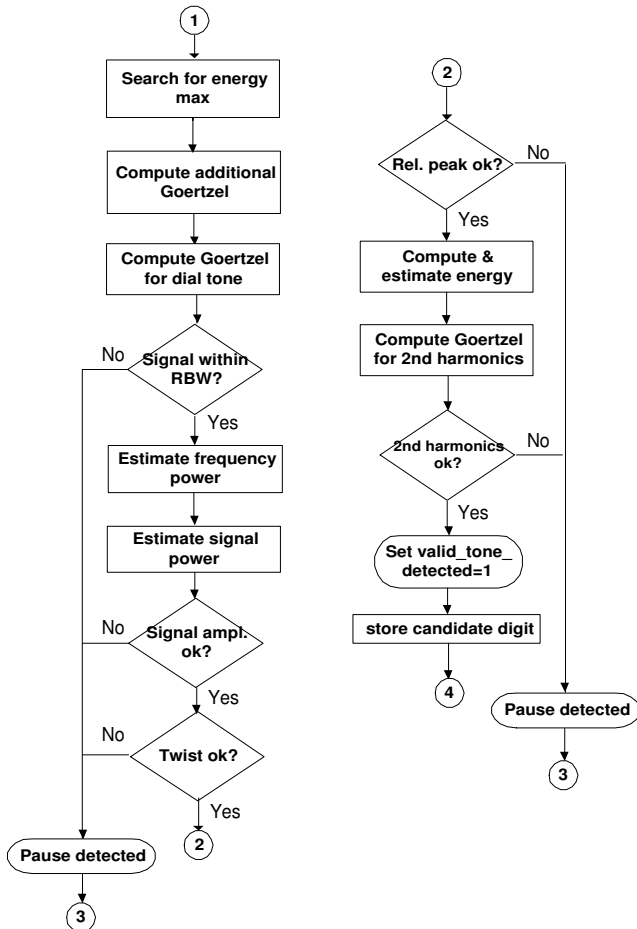 1
Search for energy
max
Compute additional
Goertzel
Compute Goertzel
for dial tone
No
Signal within
RBW?
Yes
Estimate frequency
power
Estimate signal
power
No
Signal ampl.
ok?
Yes
No
Twist ok?
Yes
2
Pause detected
3
2
Rel. peak ok?
No
Yes
Compute &
estimate energy
Compute Goertzel
for 2nd harmonics
2nd harmonics
ok?
No
Yes
Set valid_tone_
detected=1
store candidate digit
4
Pause detected
3